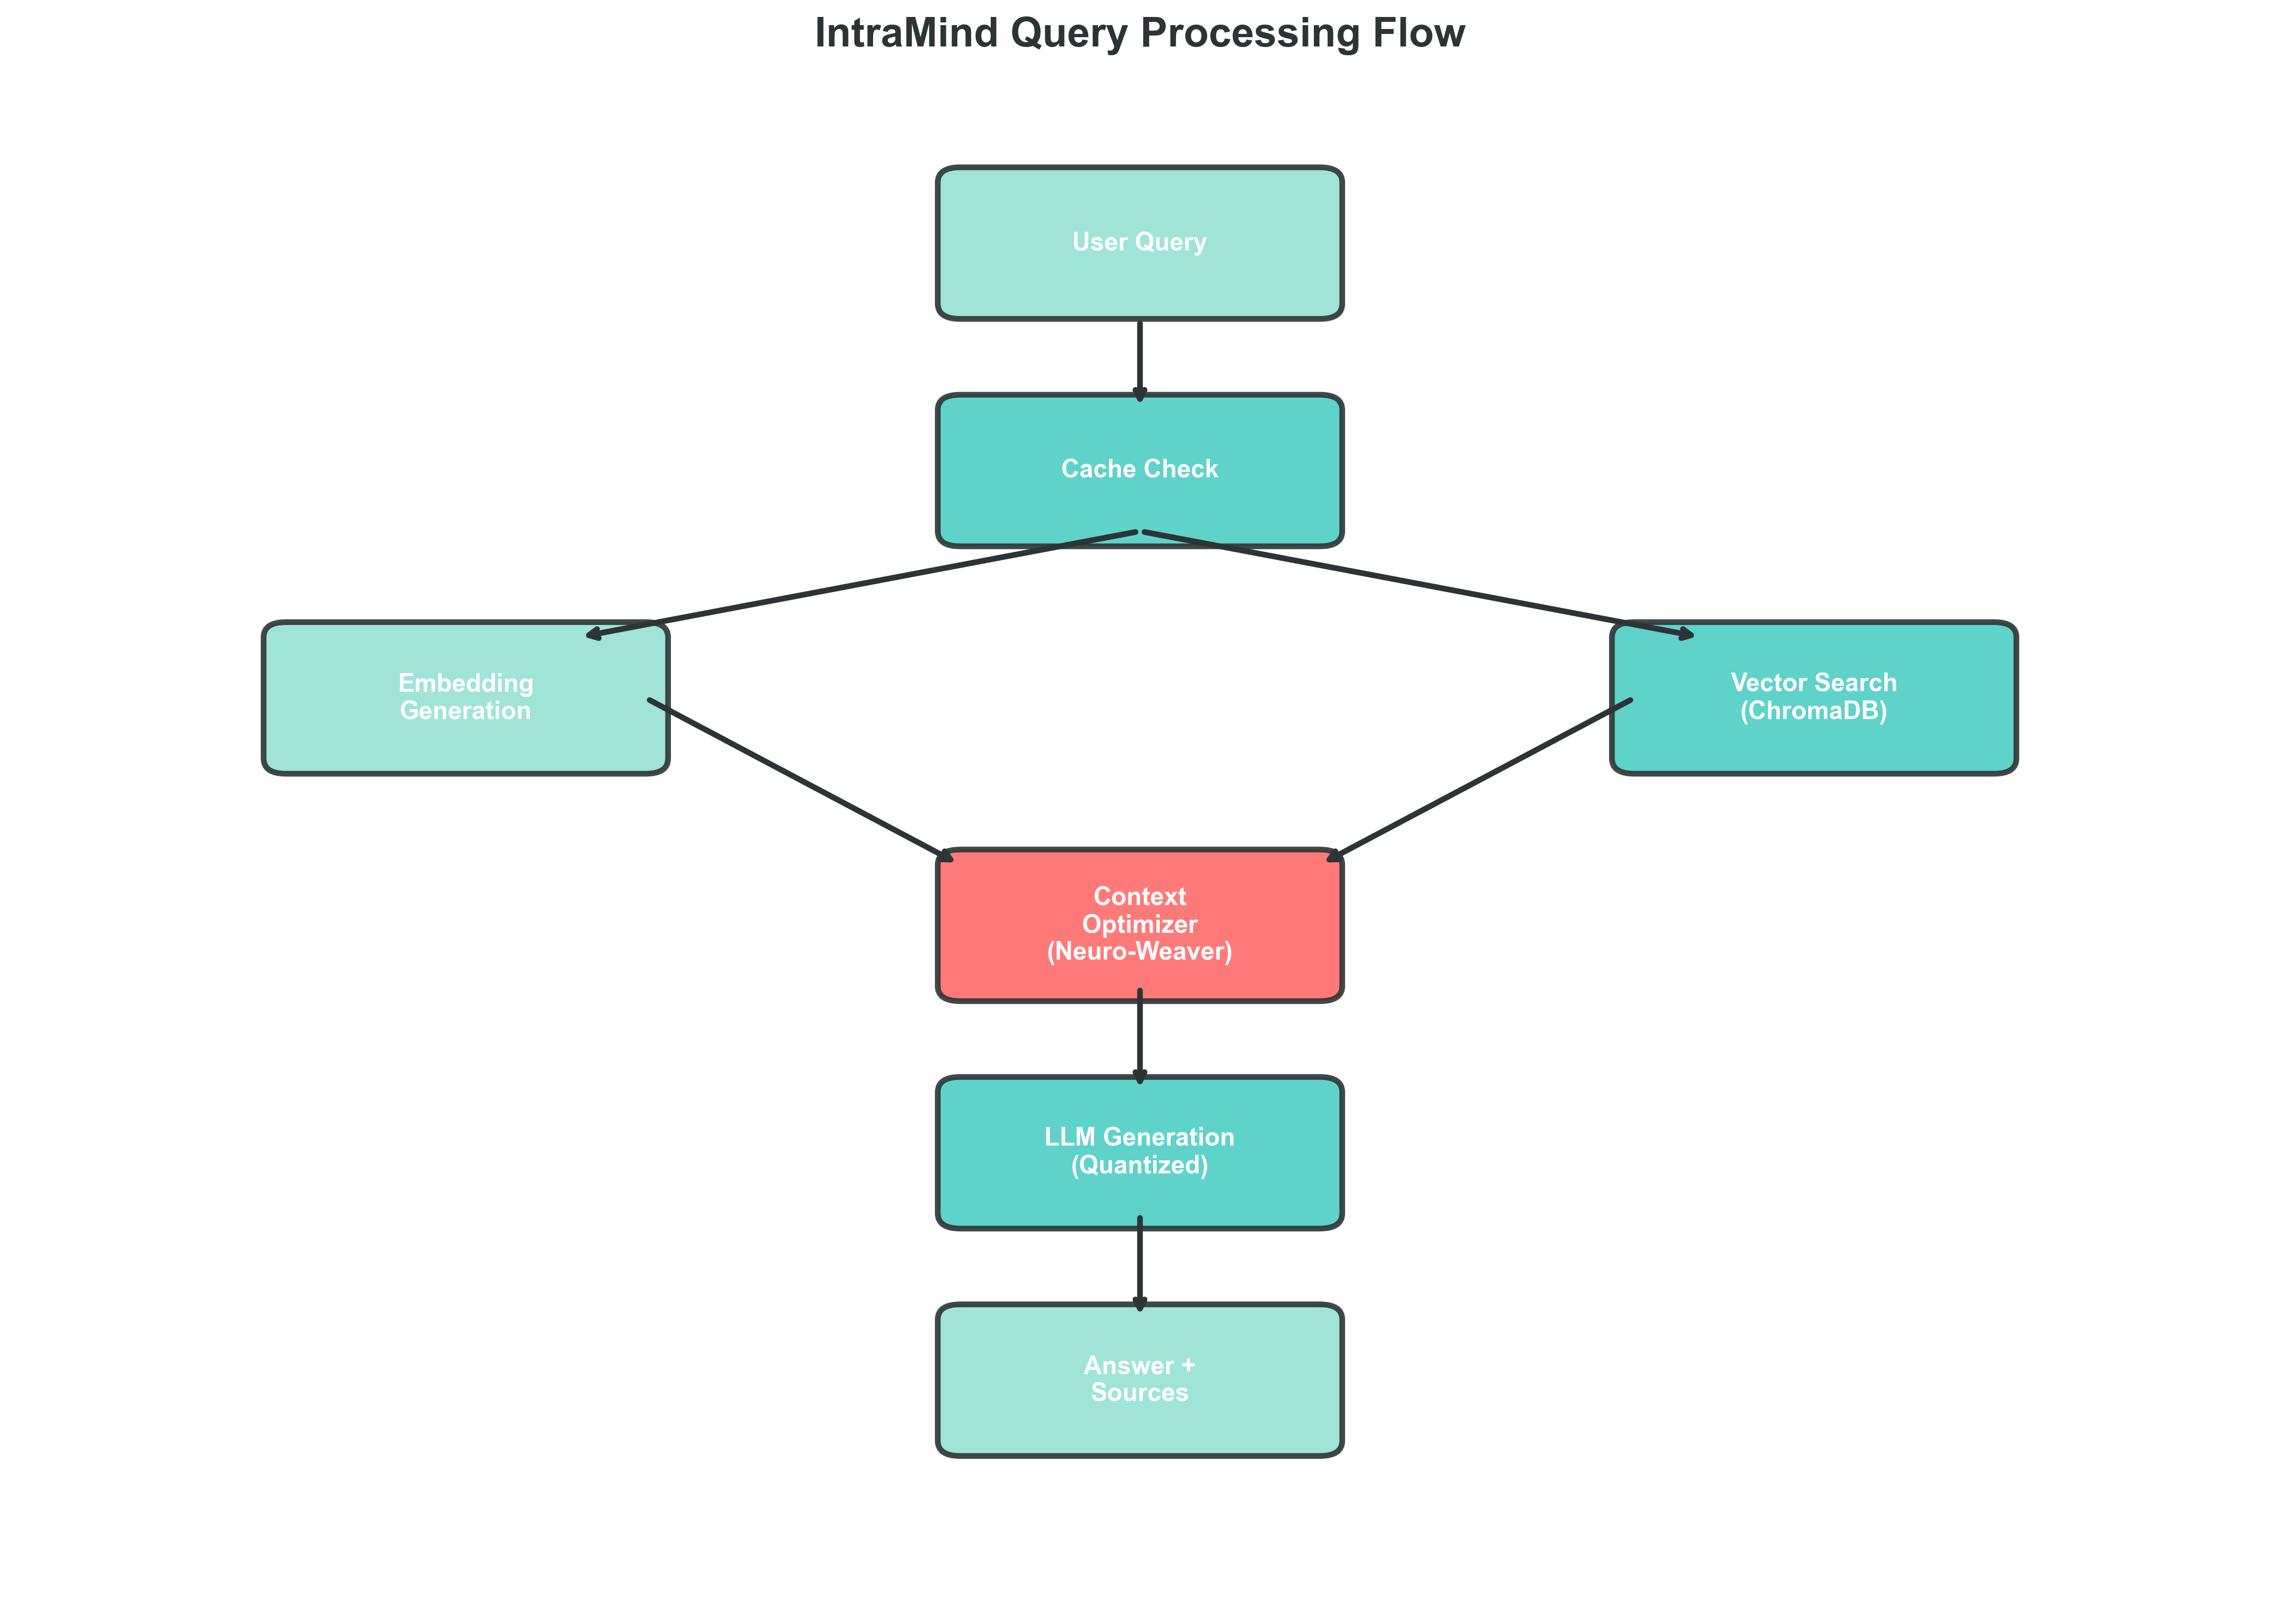 IntraMind Query Processing Flow
User Query
Cache Check
Embedding
Generation
Vector Search
(ChromaDB)
Context
Optimizer
(Neuro-Weaver)
LLM Generation
(Quantized)
Answer +
Sources